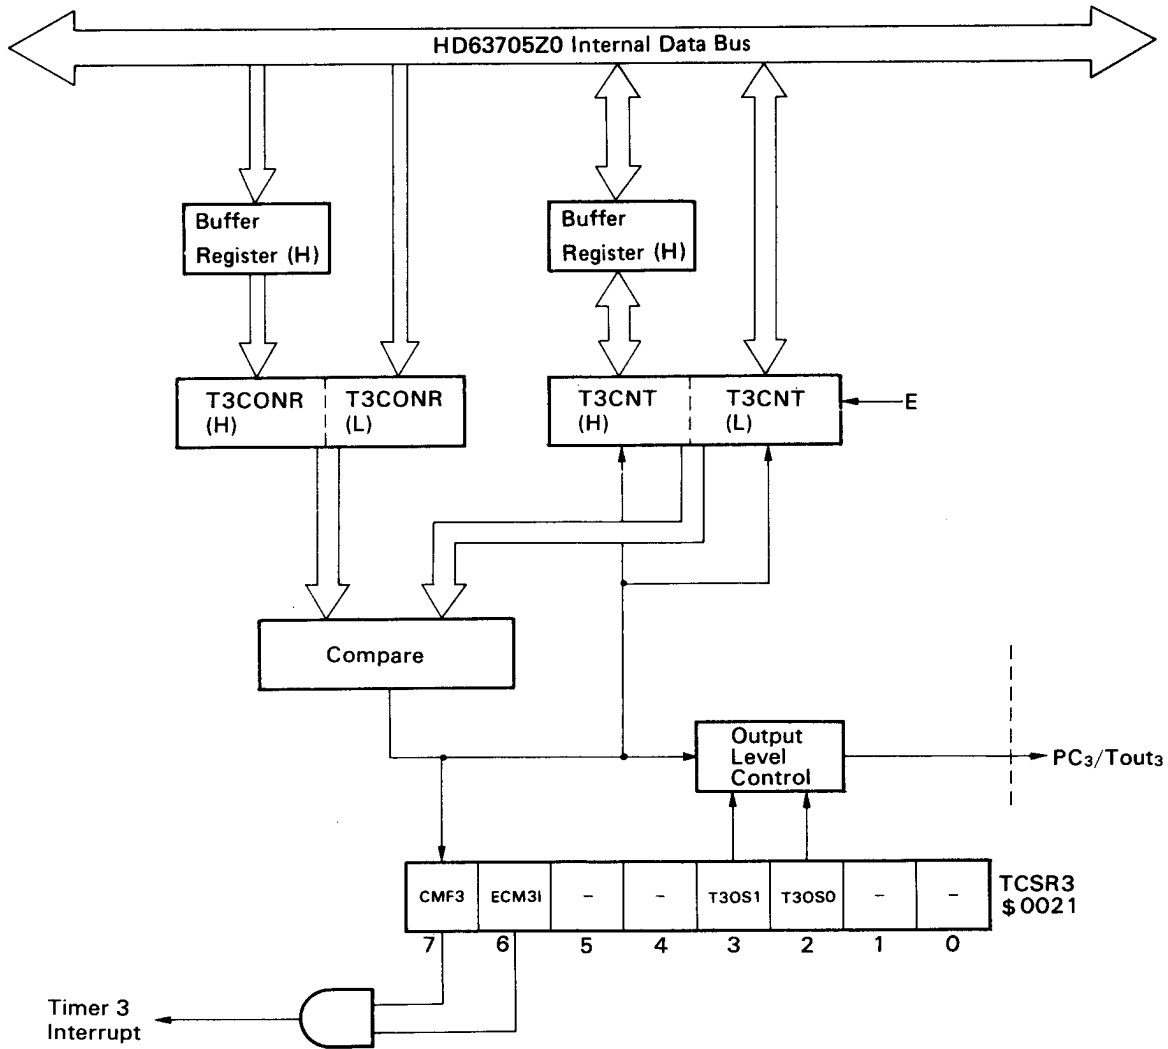 HD63705Z0 Internal Data Bus
Buffer
Register (H)
Buffer
Register (H)
T3CONR
(H)
T3CONR
(L)
T3CNT
(H)
T3CNT
(L)
E
Compare
Output
Level
Control
PC3/Tout3
CMF3
ECM3I
-
-
T3OS1
T3OS0
-
-
TCSR3
$0021
7 6 5 4 3 2 1 0
Timer 3
Interrupt